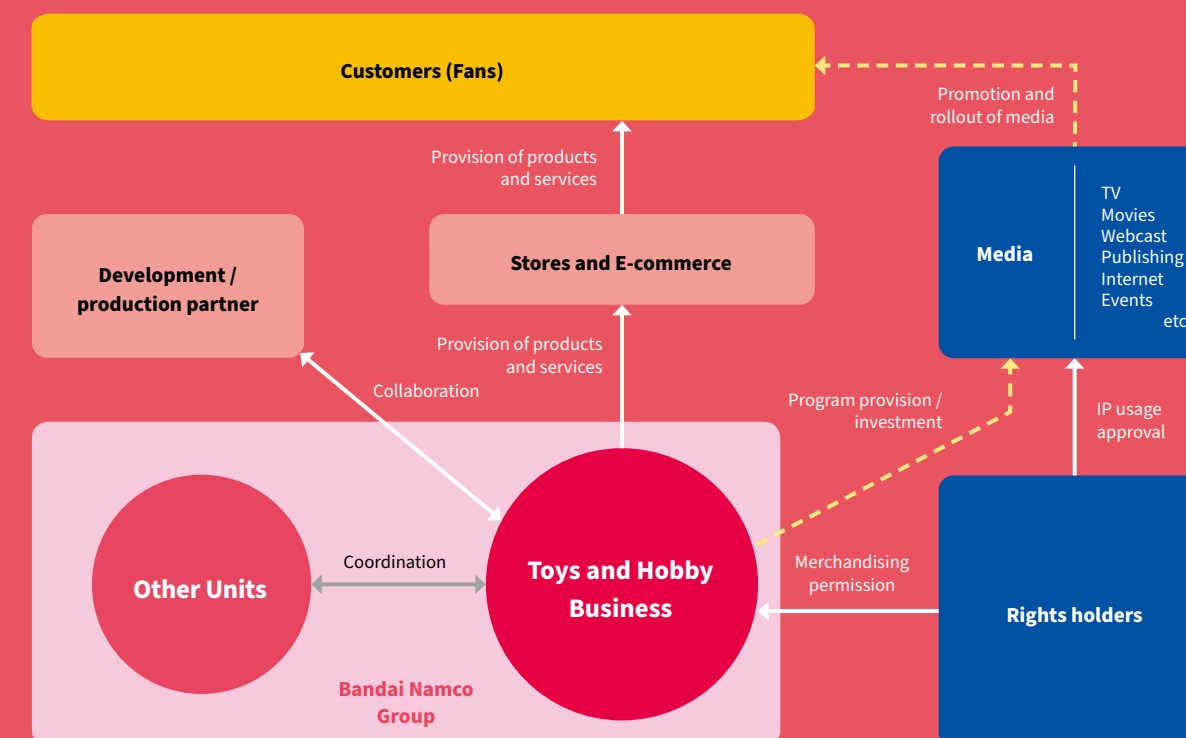 Customers (Fans)
Promotion and
rollout of media
Provision of products
and services
Development /
production partner
Stores and E-commerce
Media
TV
Movies
Webcast
Publishing
Internet
Events
etc
Provision of products
and services
Collaboration
Program provision /
investment
IP usage
approval
Other Units
Coordination
Toys and Hobby
Business
Merchandising
permission
Rights holders
Bandai Namco
Group